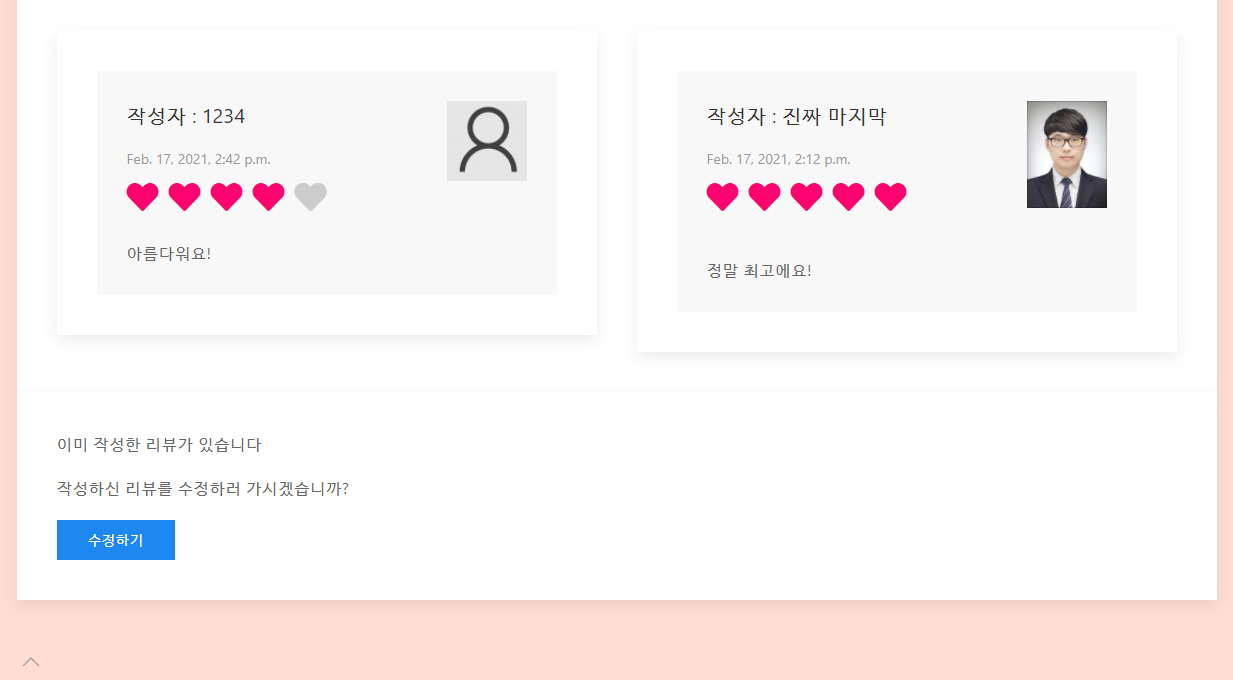 작성자 : 1234
Feb. 17, 2021, 2:42 p.m.
아름다워요!
작성자 : 진짜 마지막
Feb. 17, 2021, 2:12 p.m.
정말 최고에요!
이미 작성한 리뷰가 있습니다
작성하신 리뷰를 수정하러 가시겠습니까?
수정하기